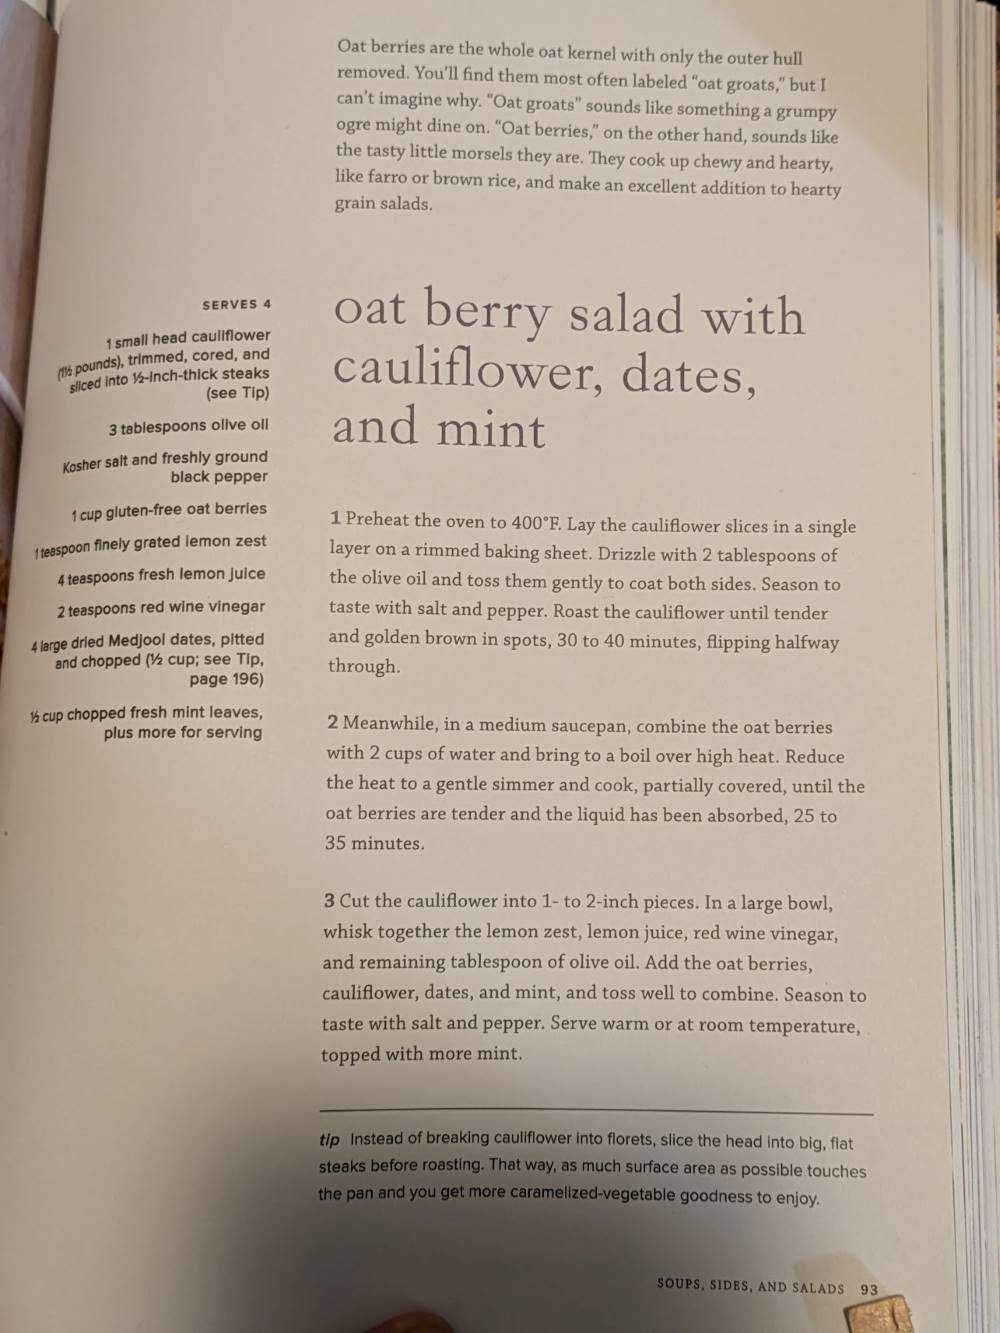 Oat berries are the whole oat kernel with only the outer hull
removed. You'll find them most often labeled "oat groats," but I
can't imagine why. "Oat groats" sounds like something a grumpy
ogre might dine on. "Oat berries," on the other hand, sounds like
the tasty little morsels they are. They cook up chewy and hearty,
like farro or brown rice, and make an excellent addition to hearty
grain salads.
oat berry salad with
cauliflower, dates,
and mint
SERVES 4
1 small head cauliflower
(1½ pounds), trimmed, cored, and
sliced into ½-inch-thick steaks
(see Tip)
3 tablespoons olive oil
Kosher salt and freshly ground
black pepper
1 cup gluten-free oat berries
1 teaspoon finely grated lemon zest
4 teaspoons fresh lemon juice
2 teaspoons red wine vinegar
4 large dried Medjool dates, pitted
and chopped (½ cup; see Tip,
page 196)
½ cup chopped fresh mint leaves,
plus more for serving
1 Preheat the oven to 400°F. Lay the cauliflower slices in a single
layer on a rimmed baking sheet. Drizzle with 2 tablespoons of
the olive oil and toss them gently to coat both sides. Season to
taste with salt and pepper. Roast the cauliflower until tender
and golden brown in spots, 30 to 40 minutes, flipping halfway
through.
2 Meanwhile, in a medium saucepan, combine the oat berries
with 2 cups of water and bring to a boil over high heat. Reduce
the heat to a gentle simmer and cook, partially covered, until the
oat berries are tender and the liquid has been absorbed, 25 to
35 minutes.
3 Cut the cauliflower into 1- to 2-inch pieces. In a large bowl,
whisk together the lemon zest, lemon juice, red wine vinegar,
and remaining tablespoon of olive oil. Add the oat berries,
cauliflower, dates, and mint, and toss well to combine. Season to
taste with salt and pepper. Serve warm or at room temperature,
topped with more mint.
tip Instead of breaking cauliflower into florets, slice the head into big, flat
steaks before roasting. That way, as much surface area as possible touches
the pan and you get more caramelized-vegetable goodness to enjoy.
SOUPS, SIDES, AND SALADS 93